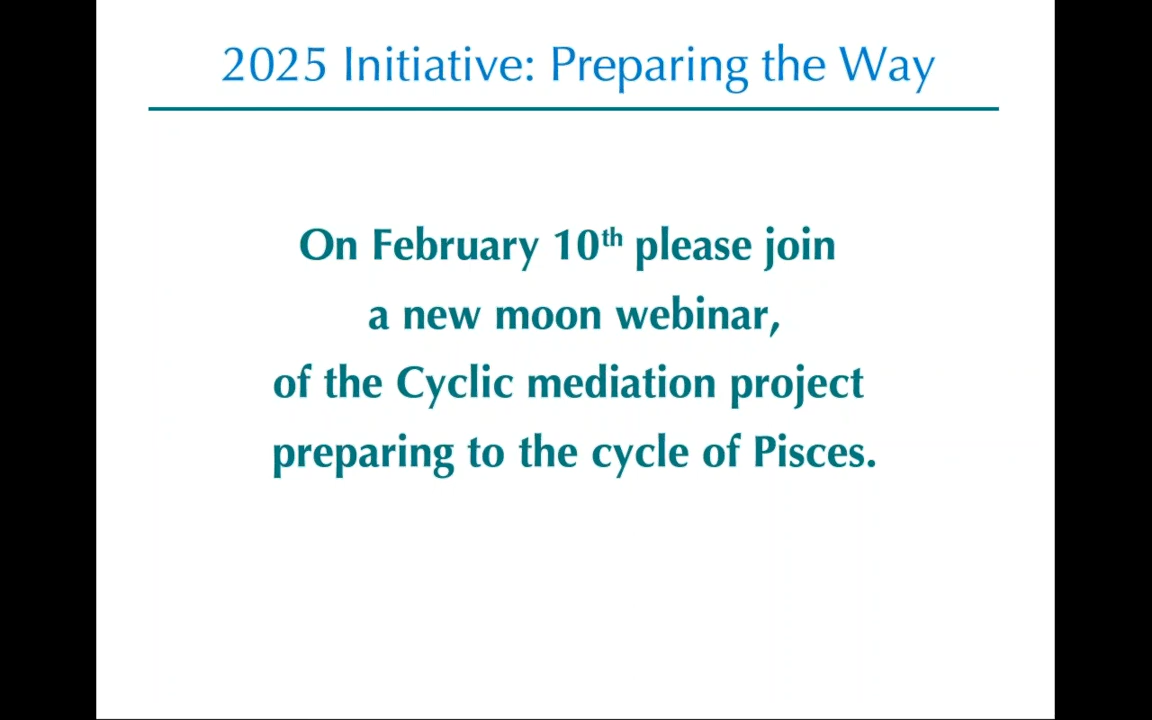 2025 Initiative: Preparing the Way
On February 10th please join
a new moon webinar,
of the Cyclic mediation project
preparing to the cycle of Pisces.